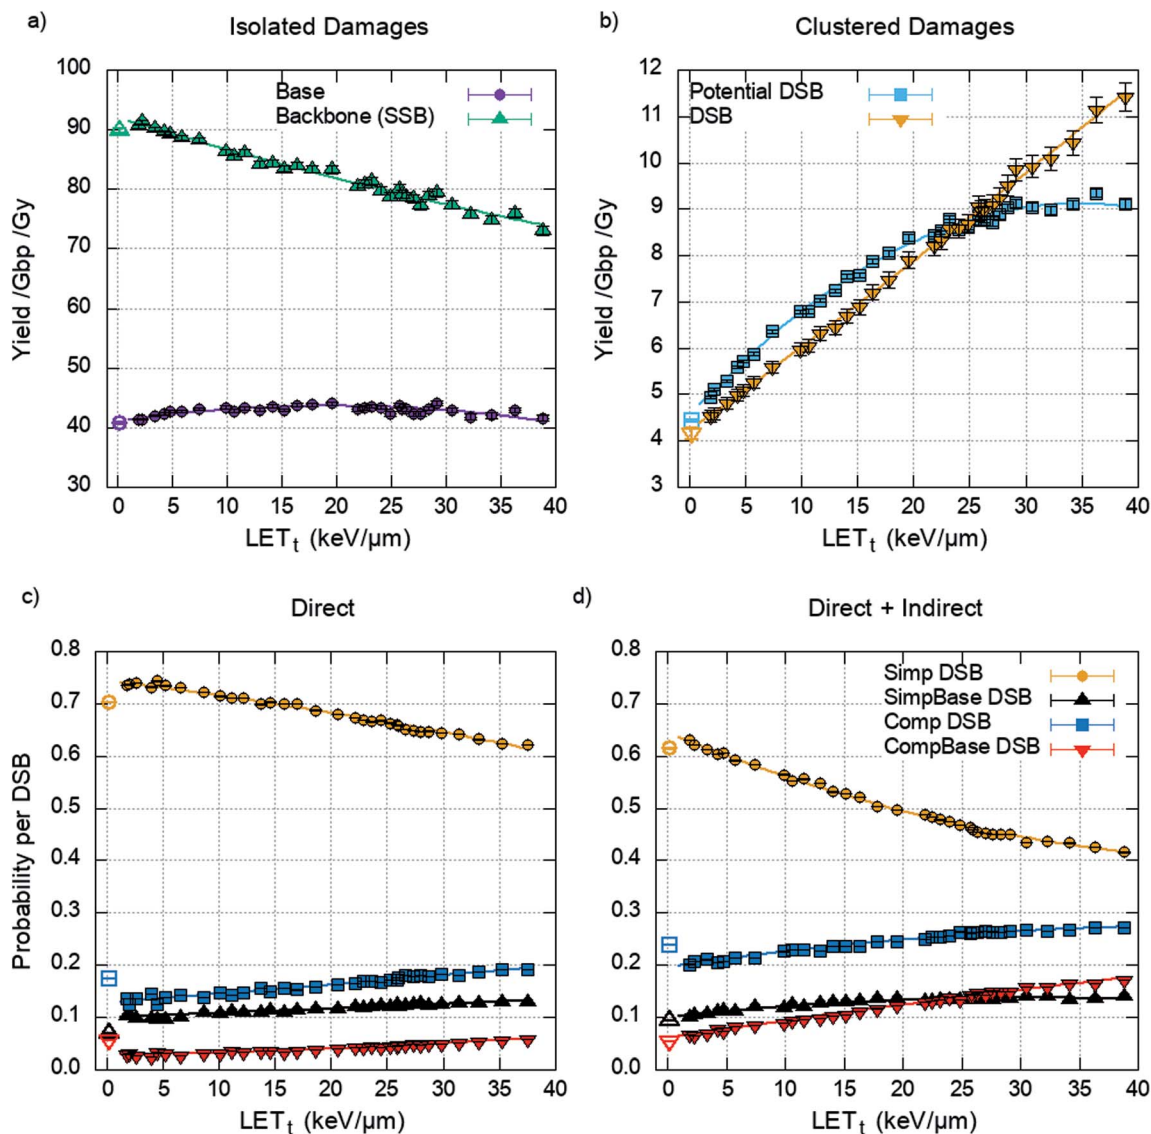 a)
Isolated Damages
100
90
80
70
60
50
40
30
Yield /Gbp /Gy
Base
Backbone (SSB)
0 5 10 15 20 25 30 35 40
LETt (keV/µm)
b)
Clustered Damages
12
11
10
9
8
7
6
5
4
3
Yield /Gbp /Gy
Potential DSB
DSB
0 5 10 15 20 25 30 35 40
LETt (keV/µm)
c)
Direct
0.8
0.7
0.6
0.5
0.4
0.3
0.2
0.1
0.0
Probability per DSB
0 5 10 15 20 25 30 35 40
LETt (keV/µm)
d)
Direct + Indirect
0.8
0.7
0.6
0.5
0.4
0.3
0.2
0.1
0.0
Simp DSB
SimpBase DSB
Comp DSB
CompBase DSB
0 5 10 15 20 25 30 35 40
LETt (keV/µm)